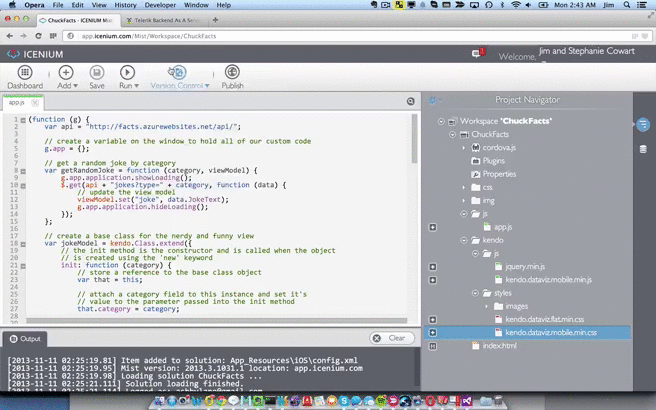 Opera File Edit View History Developer Window Help Mon 2:43 AM Jim
ChuckFacts - ICENIUM Mis
Telerik Backend As A Servi
app.icenium.com/Mist/Workspace/ChuckFacts
ICENIUM
Welcome, Jim and Stephanie Cowart
Dashboard Add Save Run Version Control Publish
app.js
Project Navigator
1 (function (g) {
2 var api = "http://facts.azurewebsites.net/api/";
3
4 // create a variable on the window to hold all of our custom code
5 g.app = {};
6
7 // get a random joke by category
8 var getRandomJoke = function (category, viewModel) {
9 g.app.application.showLoading();
10 $.get(api + "jokes?type=" + category, function (data) {
11 // update the view model
12 viewModel.set("joke", data.JokeText);
13 g.app.application.hideLoading();
14 });
15 };
16
17 // create a base class for the nerdy and funny view
18 var jokeModel = kendo.Class.extend({
19 // the init method is the constructor and is called when the object
20 // is created using the 'new' keyword
21 init: function (category) {
22 // store a reference to the base class object
23 var that = this;
24
25 // attach a category field to this instance and set it's
26 // value to the parameter passed into the init method
27 that.category = category;
28
Workspace 'ChuckFacts'
ChuckFacts
cordova.js
Plugins
Properties
css
img
js
app.js
kendo
js
jquery.min.js
kendo.dataviz.mobile.min.js
styles
images
kendo.dataviz.flat.min.css
kendo.dataviz.mobile.min.css
index.html
Output
Clear
[2013-11-11 02:25:19.81] Item added to solution: App_Resources\iOS\config.xml
[2013-11-11 02:25:19.95] Mist version: 2013.3.1031.1 location: app.icenium.com
[2013-11-11 02:25:19.98] Loading solution ChuckFacts ...
[2013-11-11 02:25:21.111] Solution loading finished.